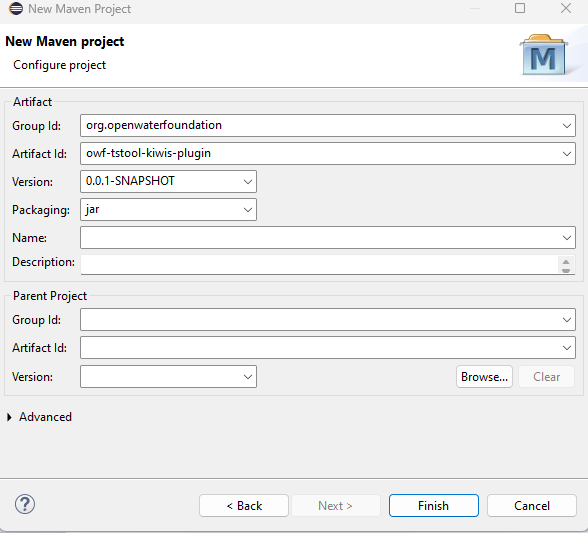 New Maven Project
New Maven project
Configure project
M
Artifact
Group Id: org.openwaterfoundation
Artifact Id: owf-tstool-kiwis-plugin
Version: 0.0.1-SNAPSHOT
Packaging: jar
Name:
Description:
Parent Project
Group Id:
Artifact Id:
Version: Browse... Clear
Advanced
? < Back Next > Finish Cancel